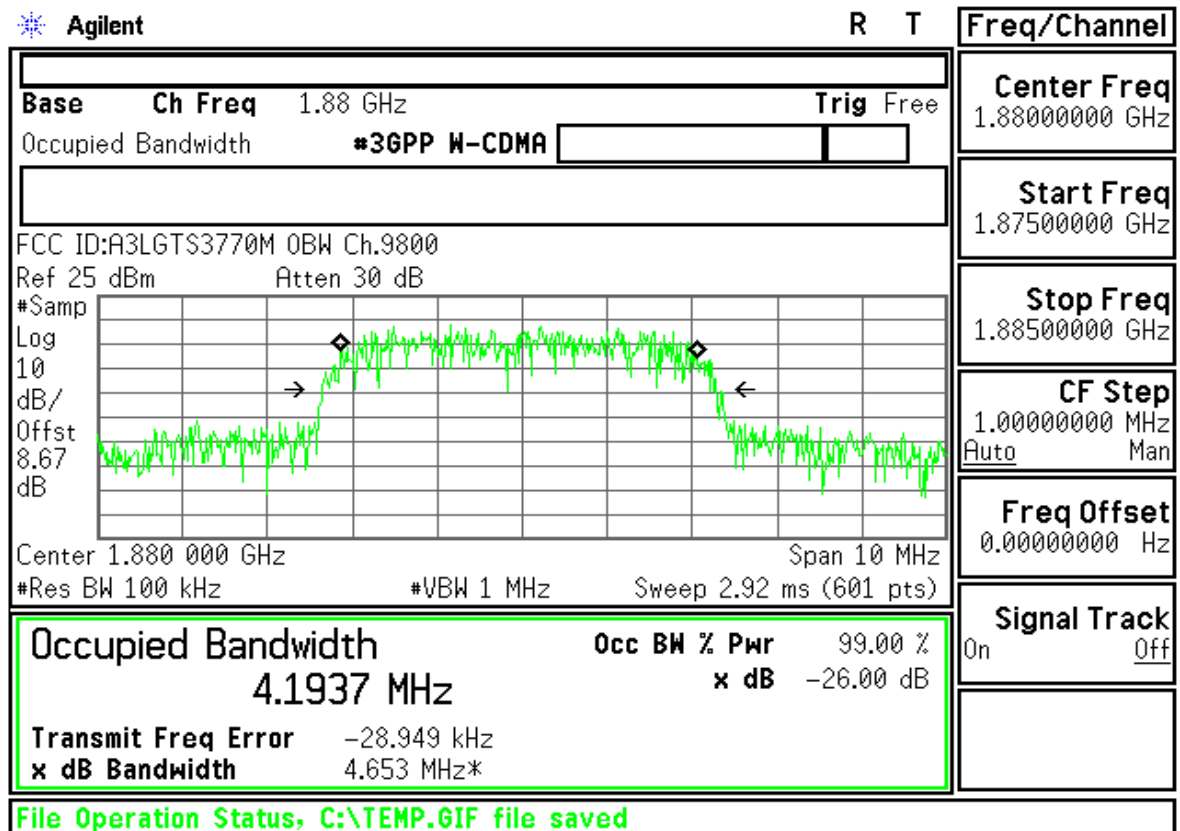 Agilent R T Freq/Channel
Base Ch Freq 1.88 GHz Trig Free
Occupied Bandwidth #3GPP W-CDMA
FCC ID:A3LGTS3770M OBW Ch.9800
Ref 25 dBm Atten 30 dB
#Samp
Log
10
dB/
Offst
8.67
dB
Center 1.880 000 GHz Span 10 MHz
#Res BW 100 kHz #VBW 1 MHz Sweep 2.92 ms (601 pts)
Occupied Bandwidth Occ BW % Pwr 99.00 %
4.1937 MHz x dB -26.00 dB
Transmit Freq Error -28.949 kHz
x dB Bandwidth 4.653 MHz*
File Operation Status, C:\TEMP.GIF file saved
Center Freq
1.88000000 GHz
Start Freq
1.87500000 GHz
Stop Freq
1.88500000 GHz
CF Step
1.00000000 MHz
Auto Man
Freq Offset
0.00000000 Hz
Signal Track
On Off